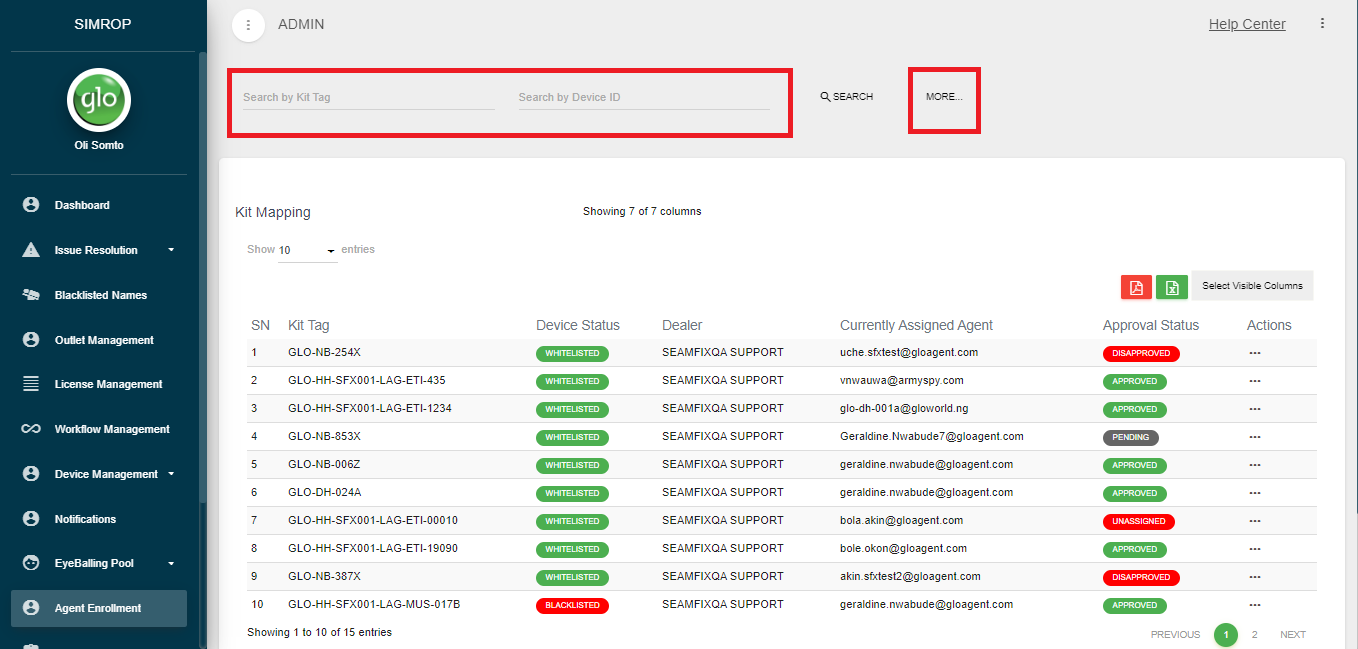 SIMROP
glo
Oli Somto
Dashboard
Issue Resolution
Blacklisted Names
Outlet Management
License Management
Workflow Management
Device Management
Notifications
EyeBalling Pool
Agent Enrollment
ADMIN
Help Center
Search by Kit Tag Search by Device ID SEARCH MORE...
Kit Mapping Showing 7 of 7 columns
Show 10 entries
Select Visible Columns
SN Kit Tag Device Status Dealer Currently Assigned Agent Approval Status Actions
1 GLO-NB-254X WHITELISTED SEAMFIXQA SUPPORT uche.sfxtest@gloagent.com DISAPPROVED ...
2 GLO-HH-SFX001-LAG-ETI-435 WHITELISTED SEAMFIXQA SUPPORT vnwauwa@armyspy.com APPROVED ...
3 GLO-HH-SFX001-LAG-ETI-1234 WHITELISTED SEAMFIXQA SUPPORT glo-dh-001a@gloworld.ng APPROVED ...
4 GLO-NB-853X WHITELISTED SEAMFIXQA SUPPORT Geraldine.Nwabude7@gloagent.com PENDING ...
5 GLO-NB-006Z WHITELISTED SEAMFIXQA SUPPORT geraldine.nwabude@gloagent.com APPROVED ...
6 GLO-DH-024A WHITELISTED SEAMFIXQA SUPPORT geraldine.nwabude@gloagent.com APPROVED ...
7 GLO-HH-SFX001-LAG-ETI-00010 WHITELISTED SEAMFIXQA SUPPORT bola.akin@gloagent.com UNASSIGNED ...
8 GLO-HH-SFX001-LAG-ETI-19090 WHITELISTED SEAMFIXQA SUPPORT bole.okon@gloagent.com APPROVED ...
9 GLO-NB-387X WHITELISTED SEAMFIXQA SUPPORT akin.sfxtest2@gloagent.com DISAPPROVED ...
10 GLO-HH-SFX001-LAG-MUS-017B BLACKLISTED SEAMFIXQA SUPPORT geraldine.nwabude@gloagent.com APPROVED ...
Showing 1 to 10 of 15 entries
PREVIOUS 1 2 NEXT